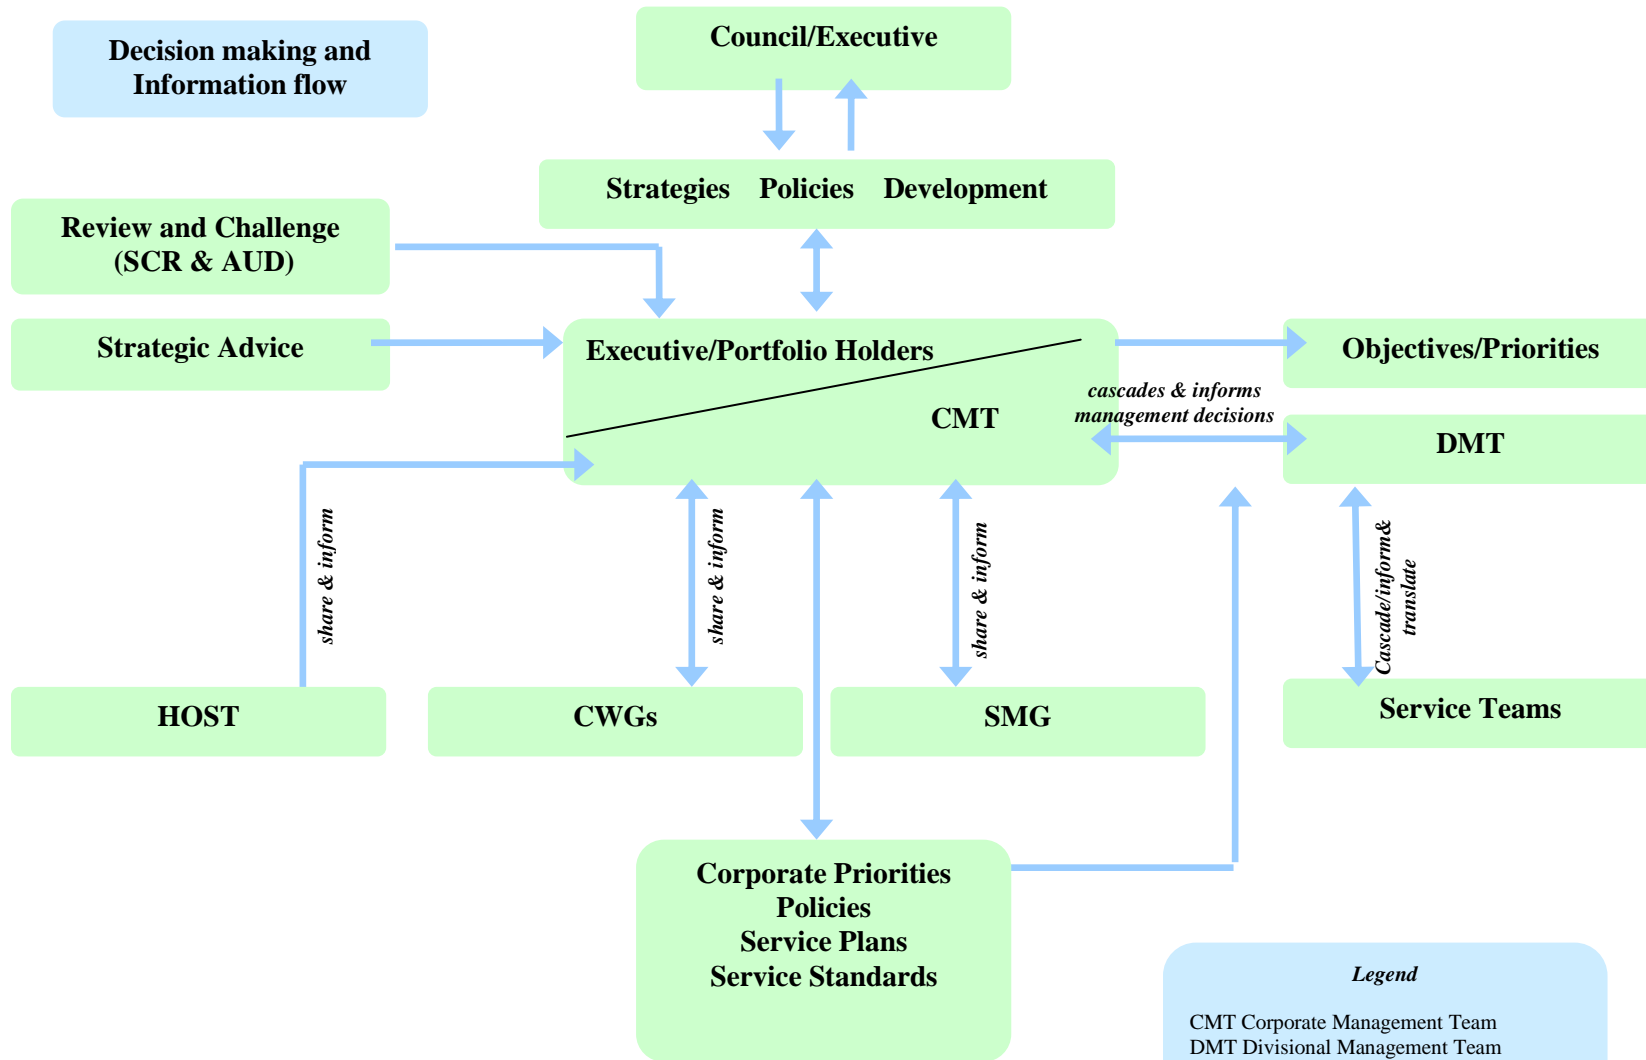 Decision making and
Information flow
Council/Executive
Strategies Policies Development
Review and Challenge
(SCR & AUD)
Strategic Advice
Executive/Portfolio Holders
CMT
Objectives/Priorities
cascades & informs
management decisions
DMT
share & inform
share & inform
share & inform
Cascade/inform&
translate
HOST
CWGs
SMG
Service Teams
Corporate Priorities
Policies
Service Plans
Service Standards
Legend
CMT Corporate Management Team
DMT Divisional Management Team